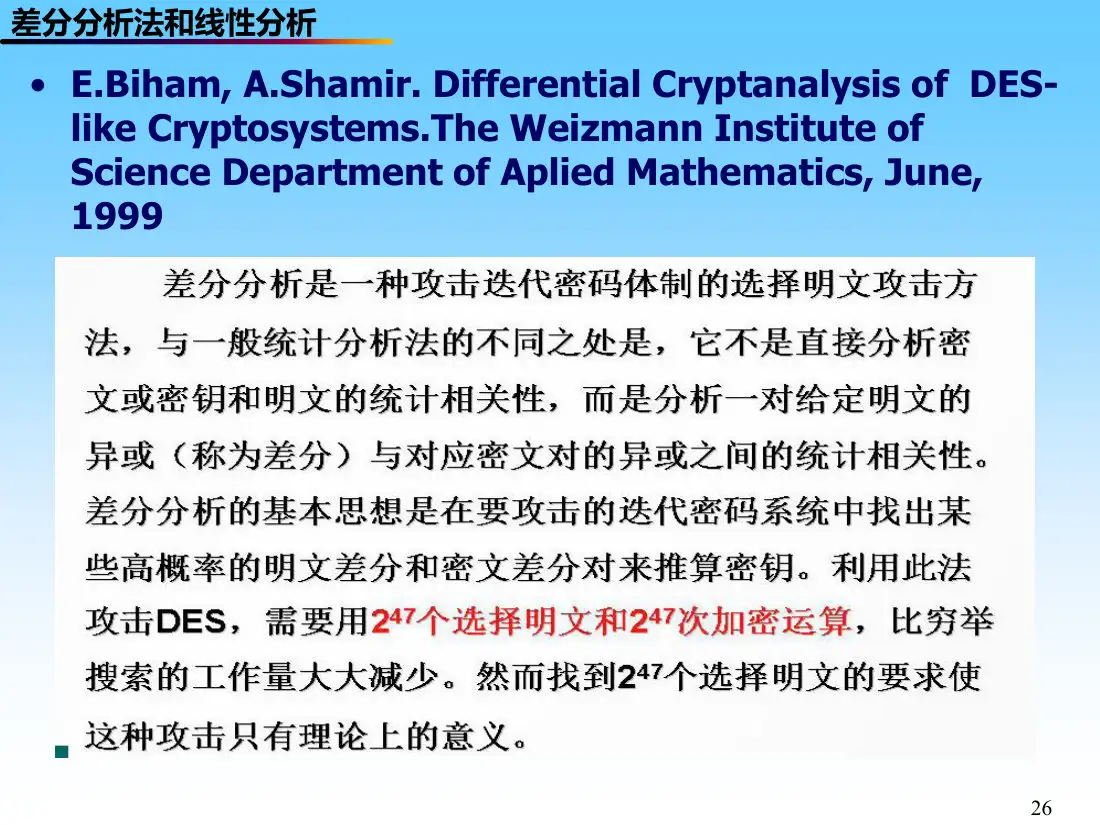 差分分析法和线性分析
• E.Biham, A.Shamir. Differential Cryptanalysis of DES-
like Cryptosystems.The Weizmann Institute of
Science Department of Aplied Mathematics, June,
1999
差分分析是一种攻击迭代密码体制的选择明文攻击方
法，与一般统计分析法的不同之处是，它不是直接分析密
文或密钥和明文的统计相关性，而是分析一对给定明文的
异或（称为差分）与对应密文对的异或之间的统计相关性。
差分分析的基本思想是在要攻击的迭代密码系统中找出某
些高概率的明文差分和密文差分对来推算密钥。利用此法
攻击DES，需要用2⁴⁷个选择明文和2⁴⁷次加密运算，比穷举
搜索的工作量大大减少。然而找到2⁴⁷个选择明文的要求使
这种攻击只有理论上的意义。
26